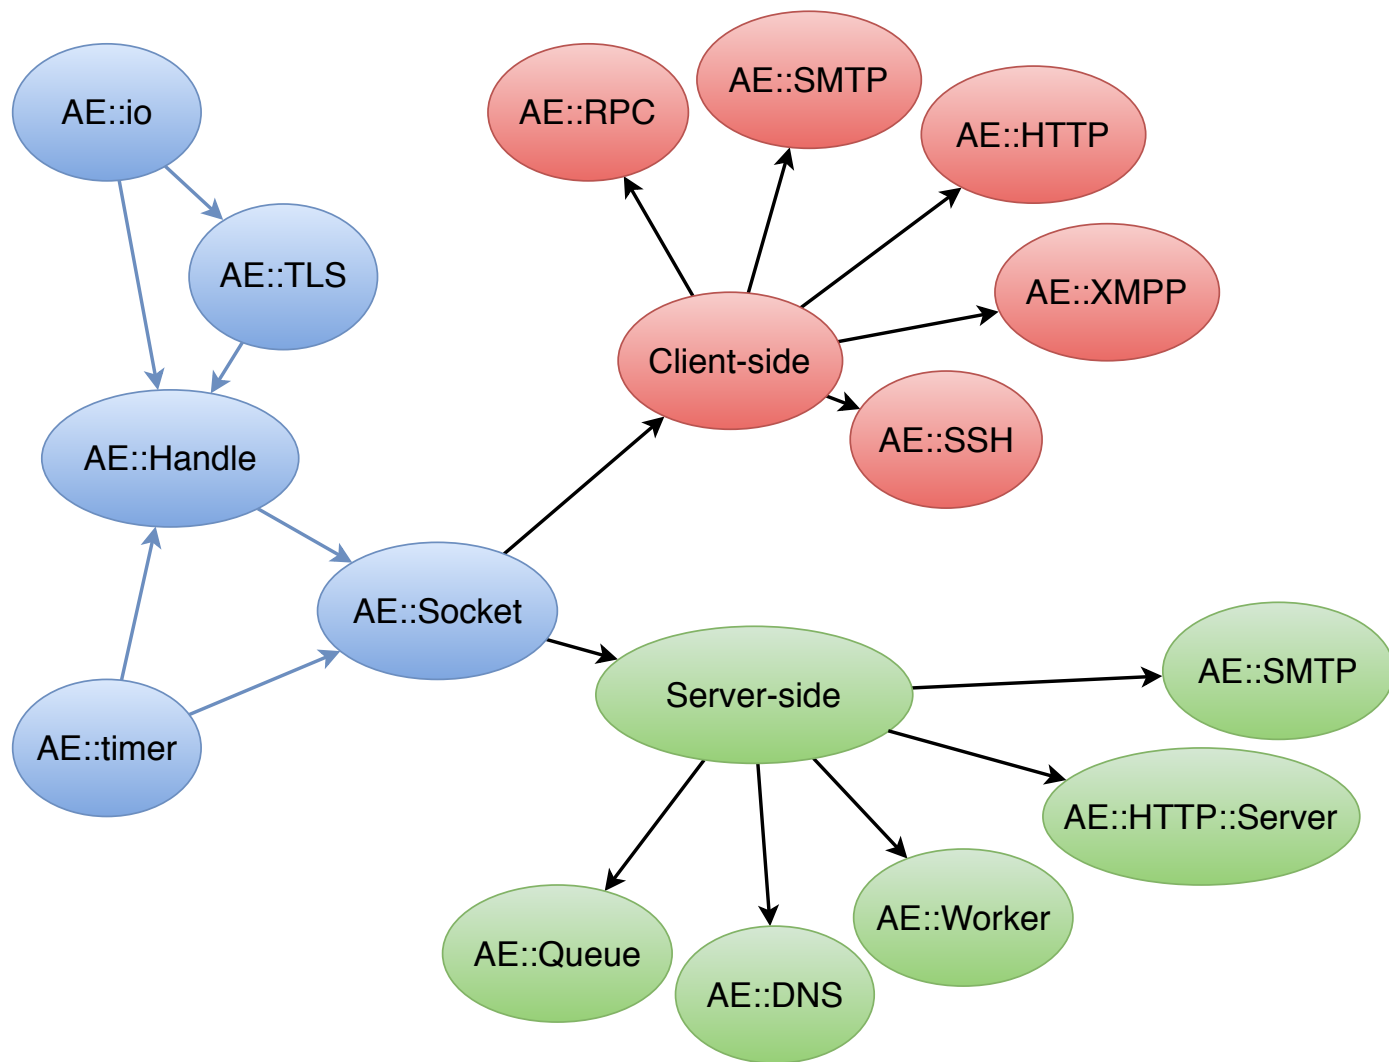 AE::io
AE::TLS
AE::Handle
AE::Socket
AE::timer
AE::RPC
AE::SMTP
AE::HTTP
AE::XMPP
Client-side
AE::SSH
Server-side
AE::SMTP
AE::HTTP::Server
AE::Worker
AE::Queue
AE::DNS